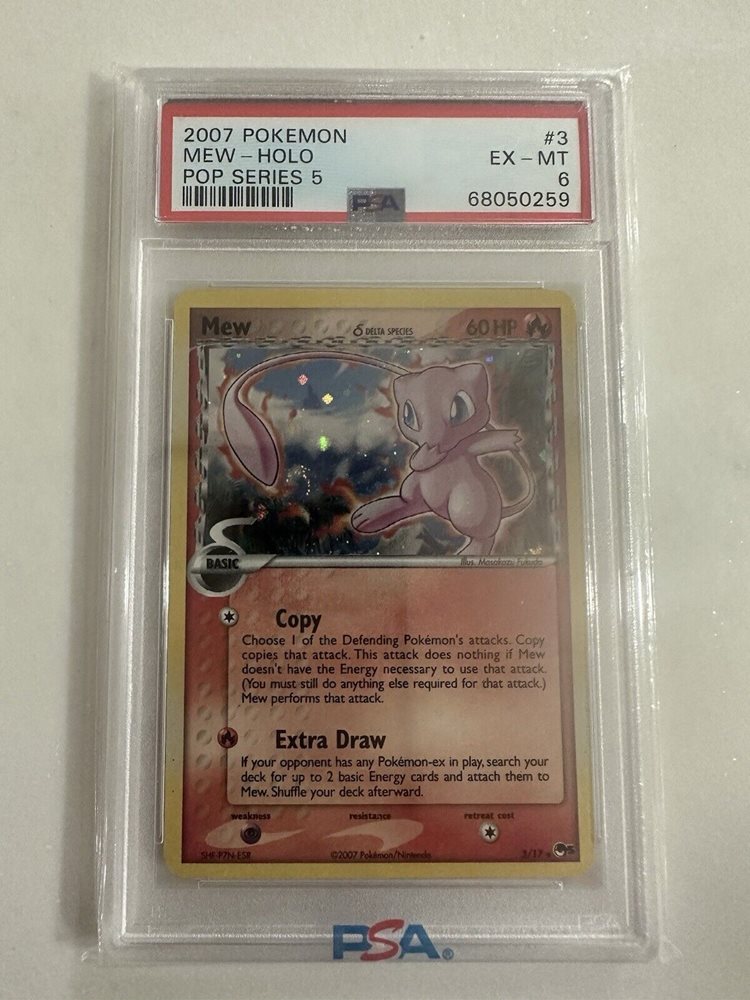 2007 POKEMON #3
MEW - HOLO EX - MT
POP SERIES 5 6
PSA 68050259
Mew δ DELTA SPECIES 60 HP
BASIC
Illus. Masakazu Fukuda
Copy
Choose 1 of the Defending Pokémon's attacks. Copy
copies that attack. This attack does nothing if Mew
doesn't have the Energy necessary to use that attack.
(You must still do anything else required for that attack.)
Mew performs that attack.
Extra Draw
If your opponent has any Pokémon-ex in play, search your
deck for up to 2 basic Energy cards and attach them to
Mew. Shuffle your deck afterward.
weakness resistance retreat cost
©2007 Pokémon/Nintendo 3/17 ★
PSA®